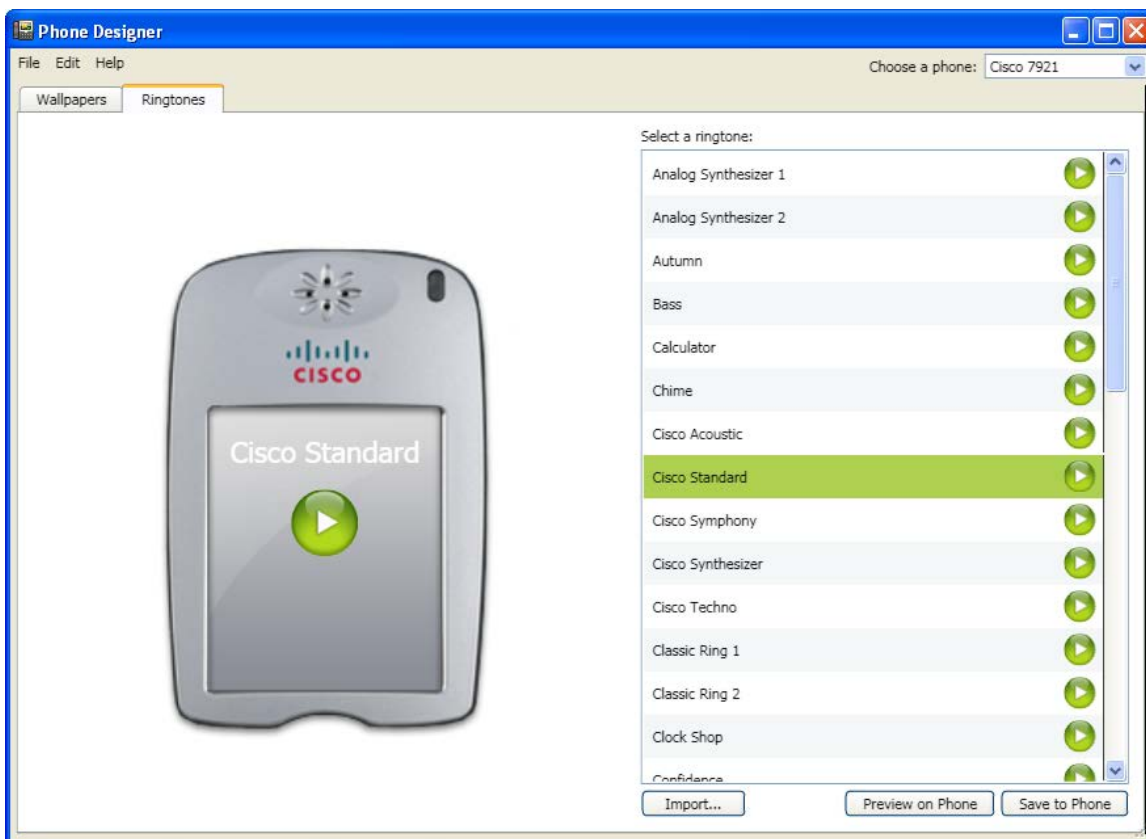 Phone Designer
File Edit Help
Choose a phone: Cisco 7921
Wallpapers Ringtones
Select a ringtone:
Analog Synthesizer 1
Analog Synthesizer 2
Autumn
Bass
Calculator
Chime
Cisco Acoustic
Cisco Standard
Cisco Symphony
Cisco Synthesizer
Cisco Techno
Classic Ring 1
Classic Ring 2
Clock Shop
Confidence
CISCO
Cisco Standard
Import... Preview on Phone Save to Phone